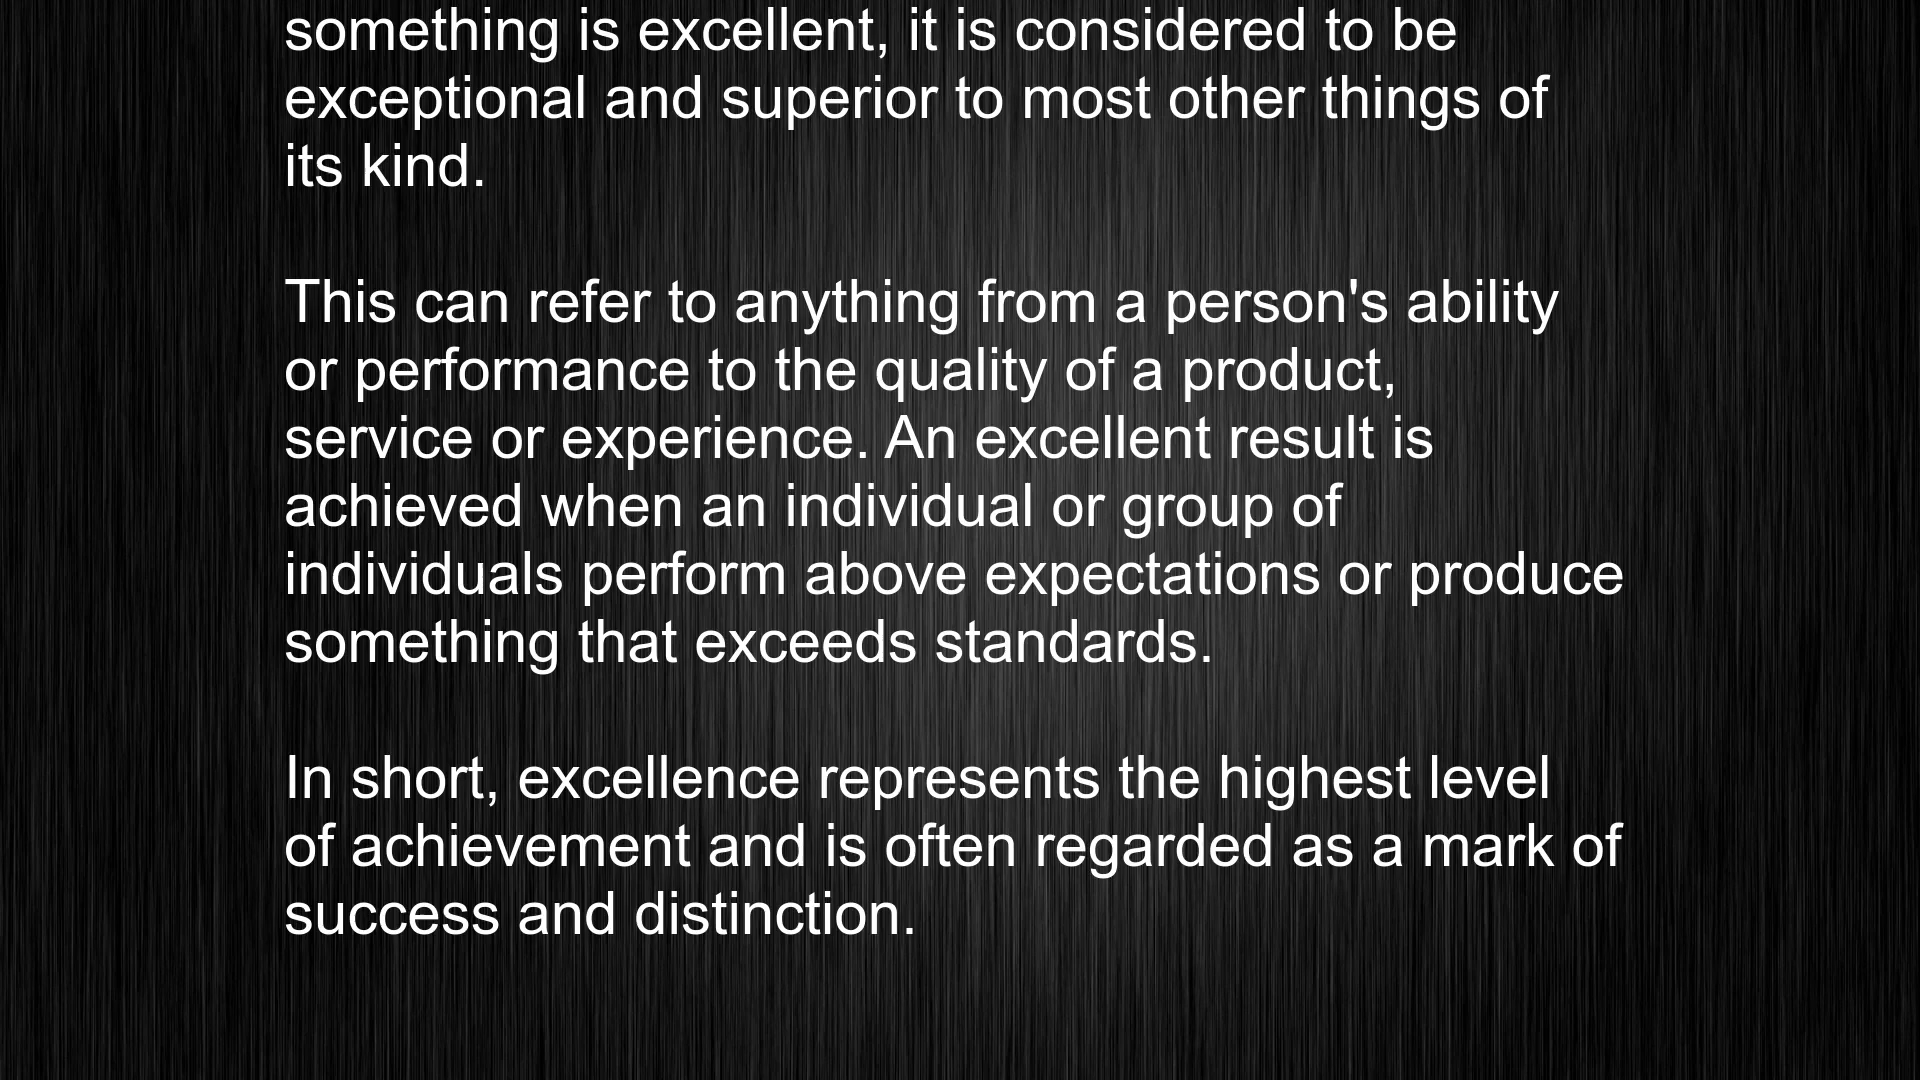 something is excellent, it is considered to be
exceptional and superior to most other things of
its kind.
This can refer to anything from a person's ability
or performance to the quality of a product,
service or experience. An excellent result is
achieved when an individual or group of
individuals perform above expectations or produce
something that exceeds standards.
In short, excellence represents the highest level
of achievement and is often regarded as a mark of
success and distinction.